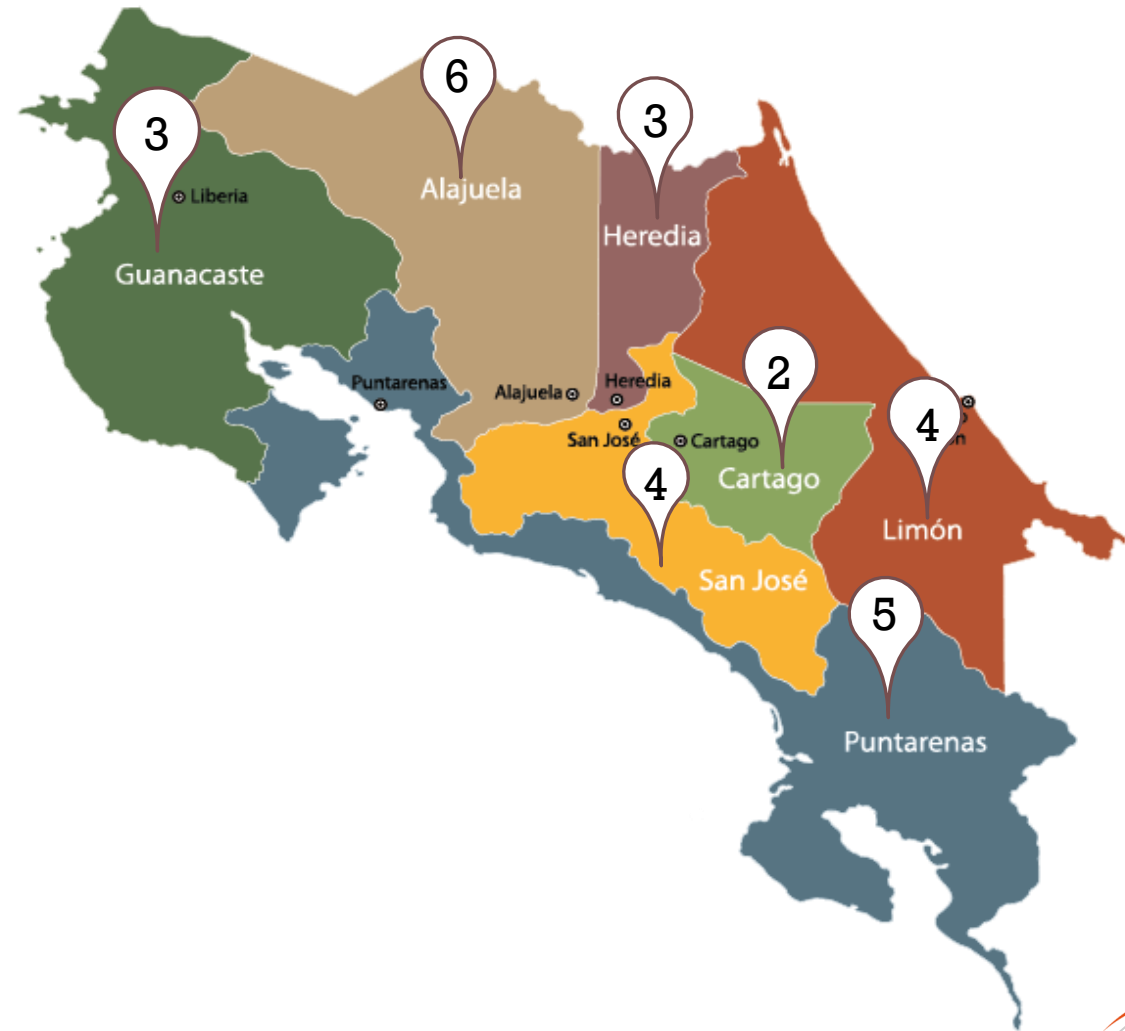 6
3
3
Alajuela
Liberia
Heredia
Guanacaste
2
Puntarenas
Heredia
Alajuela
4
San José
Cartago
Cartago
4
Limón
San José
5
Puntarenas